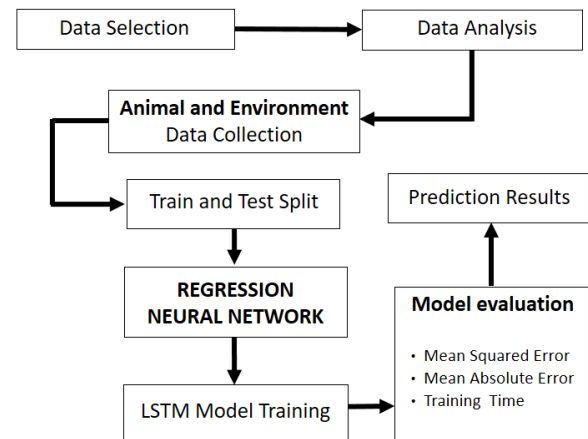 Data Selection
Data Analysis
Animal and Environment
Data Collection
Train and Test Split
Prediction Results
REGRESSION
NEURAL NETWORK
Model evaluation
• Mean Squared Error
• Mean Absolute Error
• Training Time
LSTM Model Training